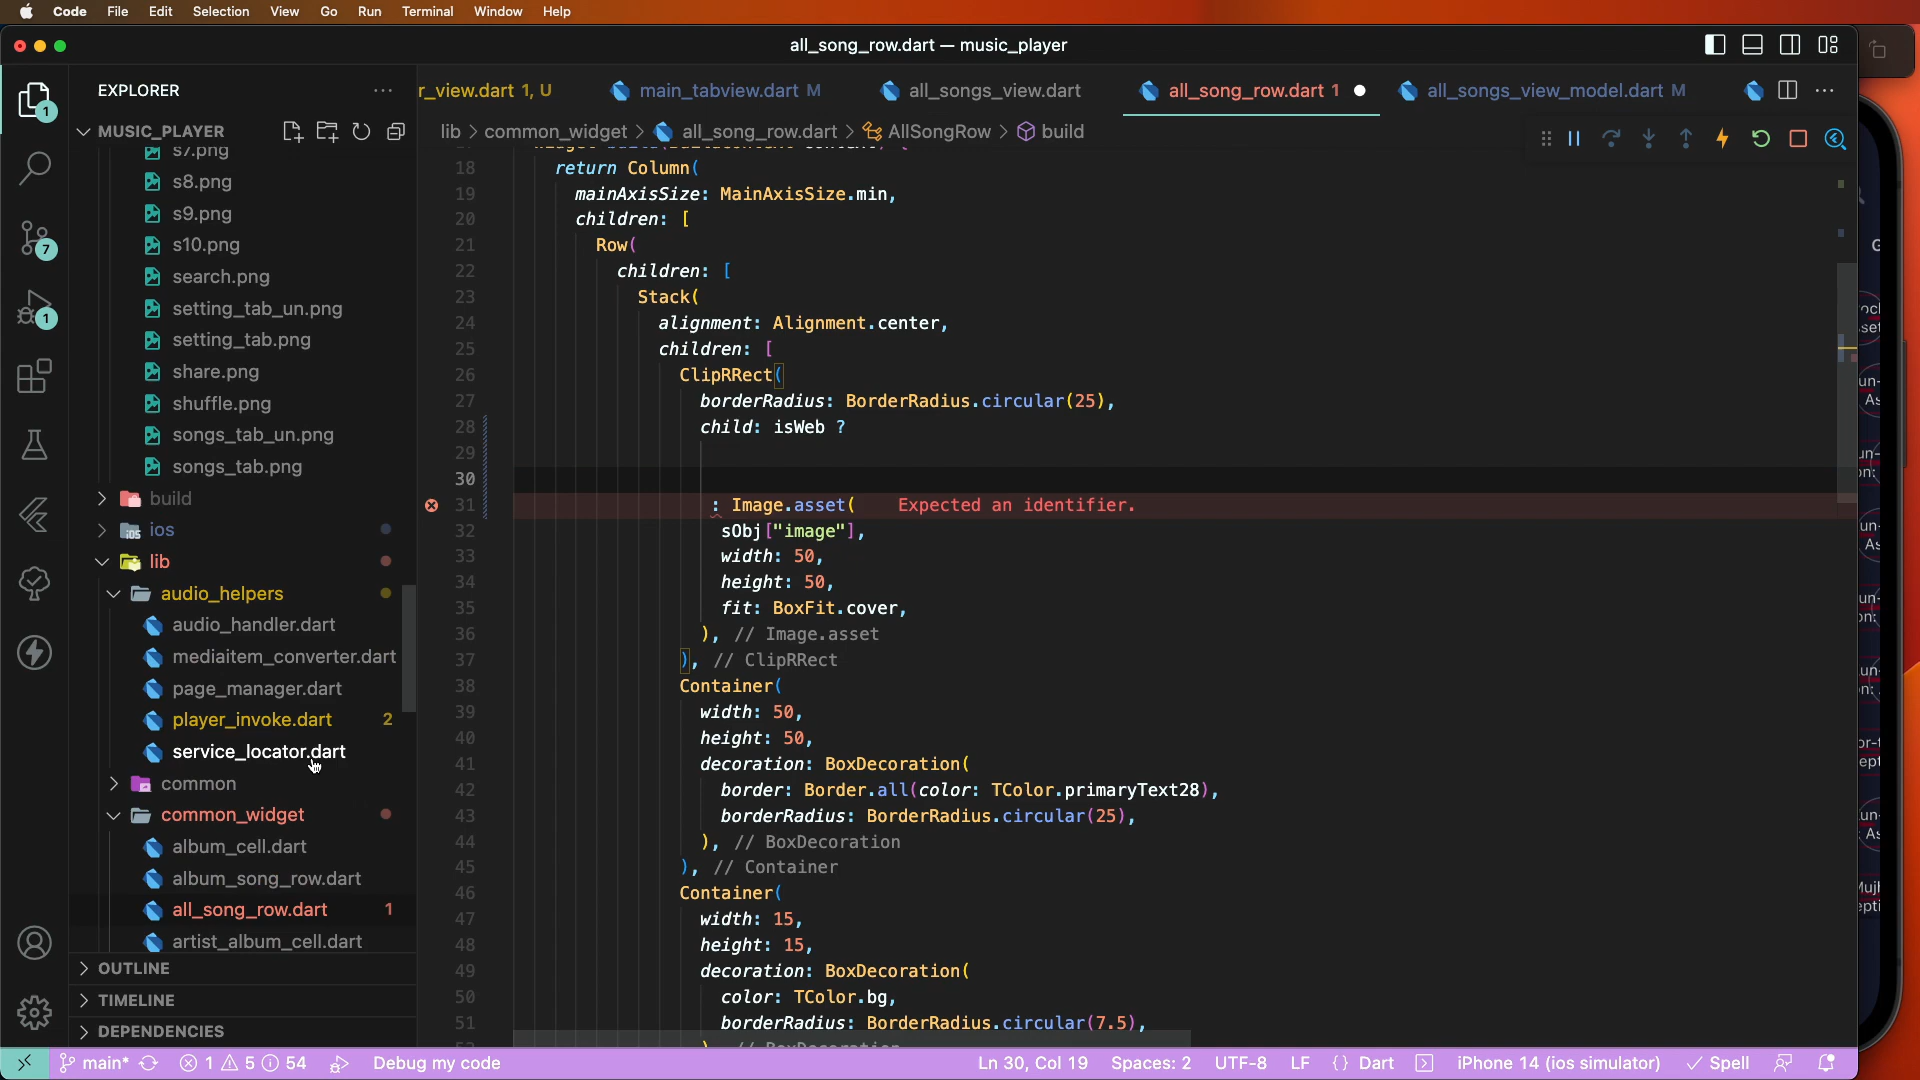 Code File Edit Selection View Go Run Terminal Window Help
all_song_row.dart — music_player
EXPLORER
r_view.dart 1, U
main_tabview.dart M
all_songs_view.dart
all_song_row.dart 1
all_songs_view_model.dart M
MUSIC_PLAYER
lib > common_widget > all_song_row.dart > AllSongRow > build
s7.png
s8.png
s9.png
s10.png
search.png
setting_tab_un.png
setting_tab.png
share.png
shuffle.png
songs_tab_un.png
songs_tab.png
build
ios
lib
audio_helpers
audio_handler.dart
mediaitem_converter.dart
page_manager.dart
player_invoke.dart 2
service_locator.dart
common
common_widget
album_cell.dart
album_song_row.dart
all_song_row.dart 1
artist_album_cell.dart
OUTLINE
TIMELINE
DEPENDENCIES
18 return Column(
19 mainAxisSize: MainAxisSize.min,
20 children: [
21 Row(
22 children: [
23 Stack(
24 alignment: Alignment.center,
25 children: [
26 ClipRRect(
27 borderRadius: BorderRadius.circular(25),
28 child: isWeb ?
29
30
31 : Image.asset( Expected an identifier.
32 sObj["image"],
33 width: 50,
34 height: 50,
35 fit: BoxFit.cover,
36 ), // Image.asset
37 ), // ClipRRect
38 Container(
39 width: 50,
40 height: 50,
41 decoration: BoxDecoration(
42 border: Border.all(color: TColor.primaryText28),
43 borderRadius: BorderRadius.circular(25),
44 ), // BoxDecoration
45 ), // Container
46 Container(
47 width: 15,
48 height: 15,
49 decoration: BoxDecoration(
50 color: TColor.bg,
51 borderRadius: BorderRadius.circular(7.5),
main* 1 5 54 Debug my code Ln 30, Col 19 Spaces: 2 UTF-8 LF {} Dart iPhone 14 (ios simulator) Spell